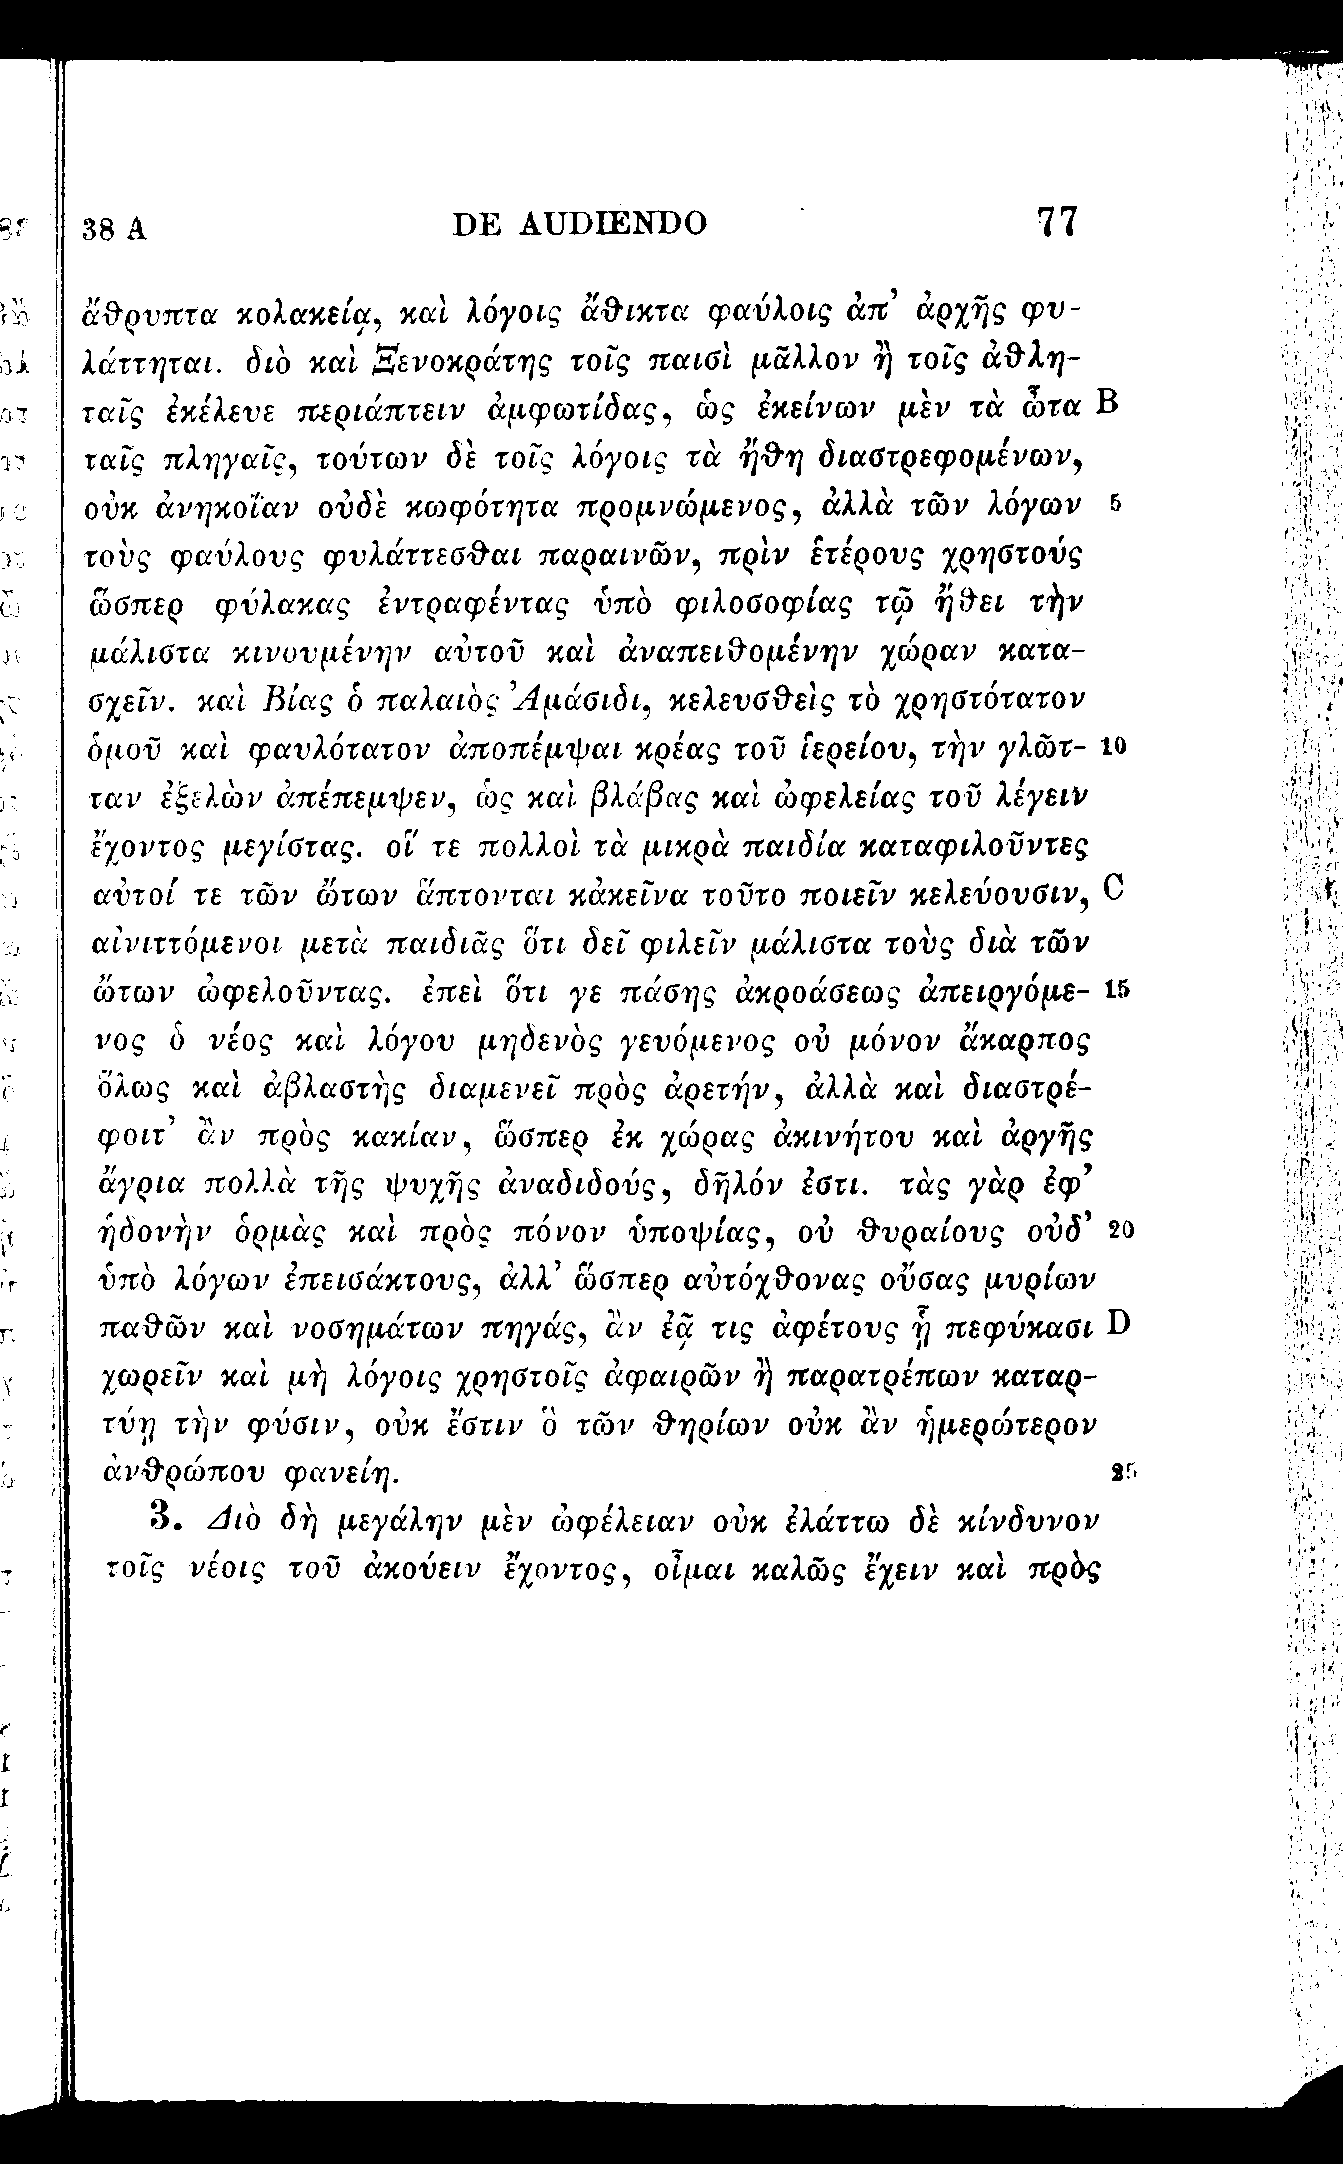 38 A DE AUDIENDO 77
ἄθρυπτα κολακείᾳ, καὶ λόγοις ἄθικτα φαύλοις ἀπ’ ἀρχῆς φυ-
λάττηται. διὸ καὶ Ξενοκράτης τοῖς παισὶ μᾶλλον ἢ τοῖς ἀθλη-
ταῖς ἐκέλευε περιάπτειν ἀμφωτίδας, ὡς ἐκείνων μὲν τὰ ὦτα B
ταῖς πληγαῖς, τούτων δὲ τοῖς λόγοις τὰ ἤθη διαστρεφομένων,
οὐκ ἀνηκοΐαν οὐδὲ κωφότητα προμνώμενος, ἀλλὰ τῶν λόγων 5
τοὺς φαύλους φυλάττεσθαι παραινῶν, πρὶν ἑτέρους χρηστούς
ὥσπερ φύλακας ἐντραφέντας ὑπὸ φιλοσοφίας τῷ ἤθει τὴν
μάλιστα κινουμένην αὐτοῦ καὶ ἀναπειθομένην χώραν κατα-
σχεῖν. καὶ Βίας ὁ παλαιὸς Ἀμάσιδι, κελευσθεὶς τὸ χρηστότατον
ὁμοῦ καὶ φαυλότατον ἀποπέμψαι κρέας τοῦ ἱερείου, τὴν γλῶτ- 10
ταν ἐξελὼν ἀπέπεμψεν, ὡς καὶ βλάβας καὶ ὠφελείας τοῦ λέγειν
ἔχοντος μεγίστας. οἵ τε πολλοὶ τὰ μικρὰ παιδία καταφιλοῦντες
αὐτοί τε τῶν ὤτων ἅπτονται κἀκεῖνα τοῦτο ποιεῖν κελεύουσιν, C
αἰνιττόμενοι μετὰ παιδιᾶς ὅτι δεῖ φιλεῖν μάλιστα τοὺς διὰ τῶν
ὤτων ὠφελοῦντας. ἐπεὶ ὅτι γε πάσης ἀκροάσεως ἀπειργόμε- 15
νος ὁ νέος καὶ λόγου μηδενὸς γευόμενος οὐ μόνον ἄκαρπος
ὅλως καὶ ἀβλαστὴς διαμενεῖ πρὸς ἀρετήν, ἀλλὰ καὶ διαστρέ-
φοιτ’ ἂν πρὸς κακίαν, ὥσπερ ἐκ χώρας ἀκινήτου καὶ ἀργῆς
ἄγρια πολλὰ τῆς ψυχῆς ἀναδιδούς, δῆλόν ἐστι. τὰς γὰρ ἐφ’
ἡδονὴν ὁρμὰς καὶ πρὸς πόνον ὑποψίας, οὐ θυραίους οὐδ’ 20
ὑπὸ λόγων ἐπεισάκτους, ἀλλ’ ὥσπερ αὐτόχθονας οὔσας μυρίων
παθῶν καὶ νοσημάτων πηγάς, ἂν ἐᾷ τις ἀφέτους ᾗ πεφύκασι D
χωρεῖν καὶ μὴ λόγοις χρηστοῖς ἀφαιρῶν ἢ παρατρέπων καταρ-
τύῃ τὴν φύσιν, οὐκ ἔστιν ὃ τῶν θηρίων οὐκ ἂν ἡμερώτερον
ἀνθρώπου φανείη. 25
3. Διὸ δὴ μεγάλην μὲν ὠφέλειαν οὐκ ἐλάττω δὲ κίνδυνον
τοῖς νέοις τοῦ ἀκούειν ἔχοντος, οἶμαι καλῶς ἔχειν καὶ πρὸς